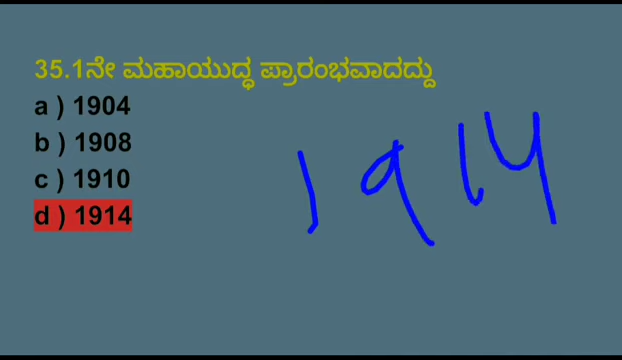 35.1ನೇ ಮಹಾಯುದ್ಧ ಪ್ರಾರಂಭವಾದದ್ದು
a ) 1904
b ) 1908
c ) 1910
d ) 1914
1914